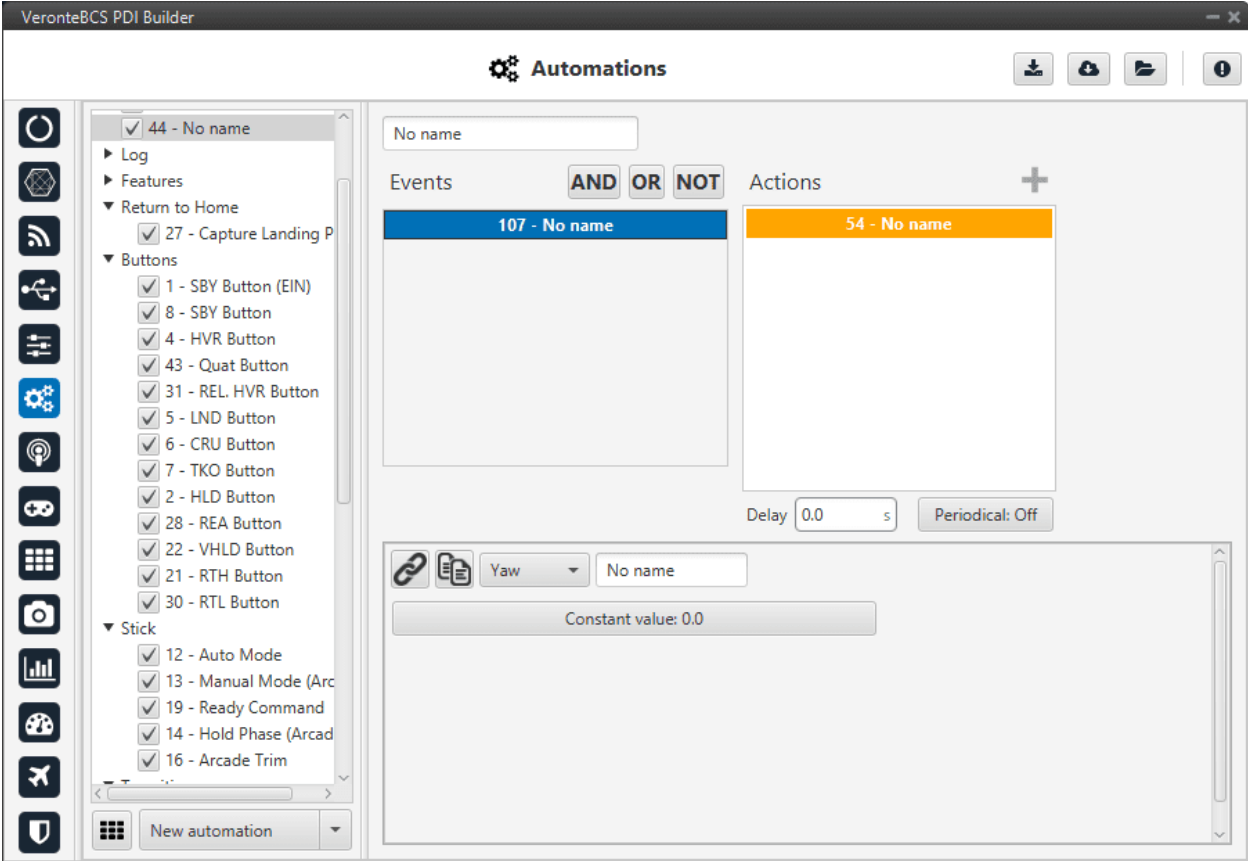 VeronteBCS PDI Builder
Automations
44 - No name
Log
Features
Return to Home
27 - Capture Landing P
Buttons
1 - SBY Button (EIN)
8 - SBY Button
4 - HVR Button
43 - Quat Button
31 - REL. HVR Button
5 - LND Button
6 - CRU Button
7 - TKO Button
2 - HLD Button
28 - REA Button
22 - VHLD Button
21 - RTH Button
30 - RTL Button
Stick
12 - Auto Mode
13 - Manual Mode (Arc
19 - Ready Command
14 - Hold Phase (Arcad
16 - Arcade Trim
New automation
No name
Events AND OR NOT Actions
107 - No name
54 - No name
Delay 0.0 s Periodical: Off
Yaw No name
Constant value: 0.0